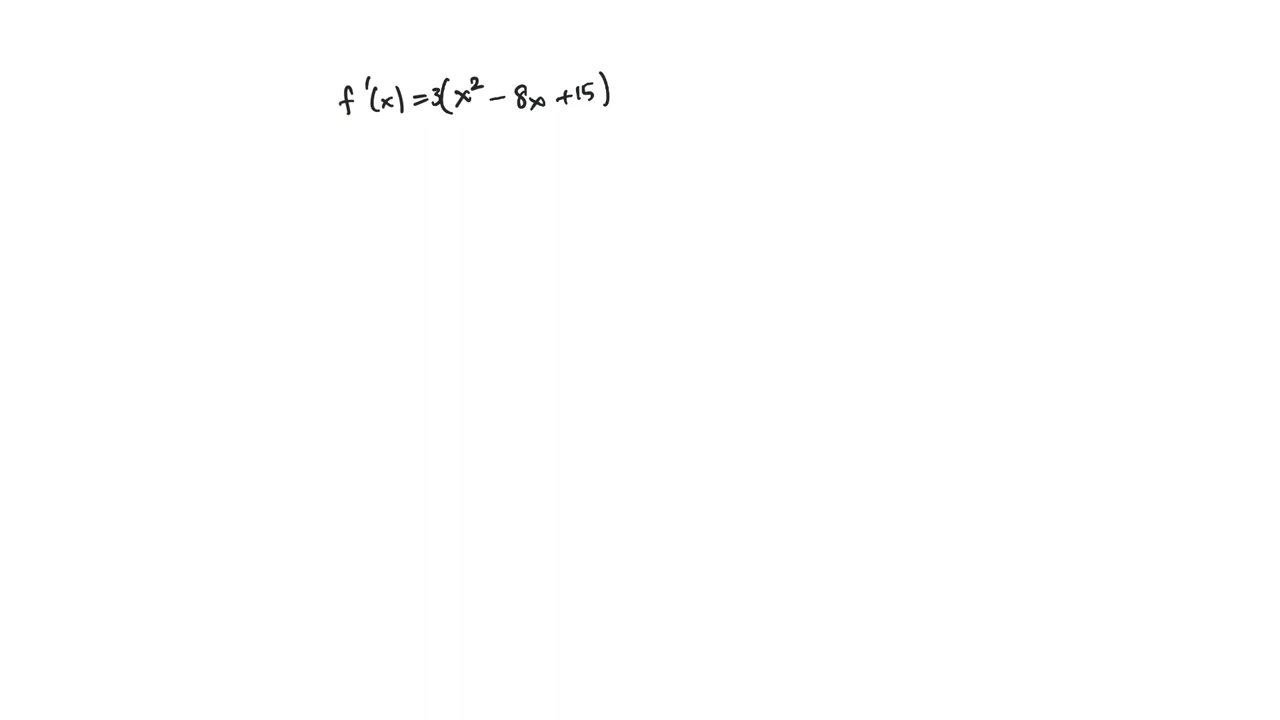 f'(x) = 3(x² - 8x + 15)